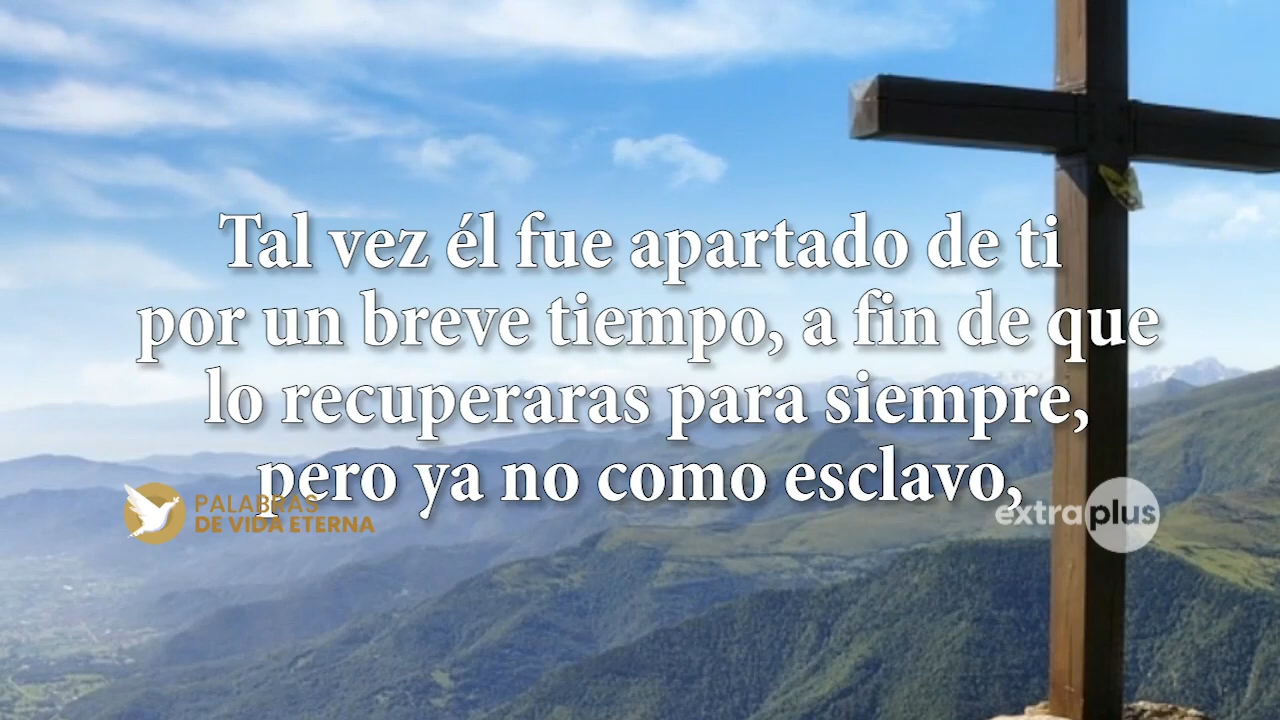 Tal vez él fue apartado de ti
por un breve tiempo, a fin de que
lo recuperaras para siempre,
pero ya no como esclavo,
PALABRAS
DE VIDA ETERNA
extraplus